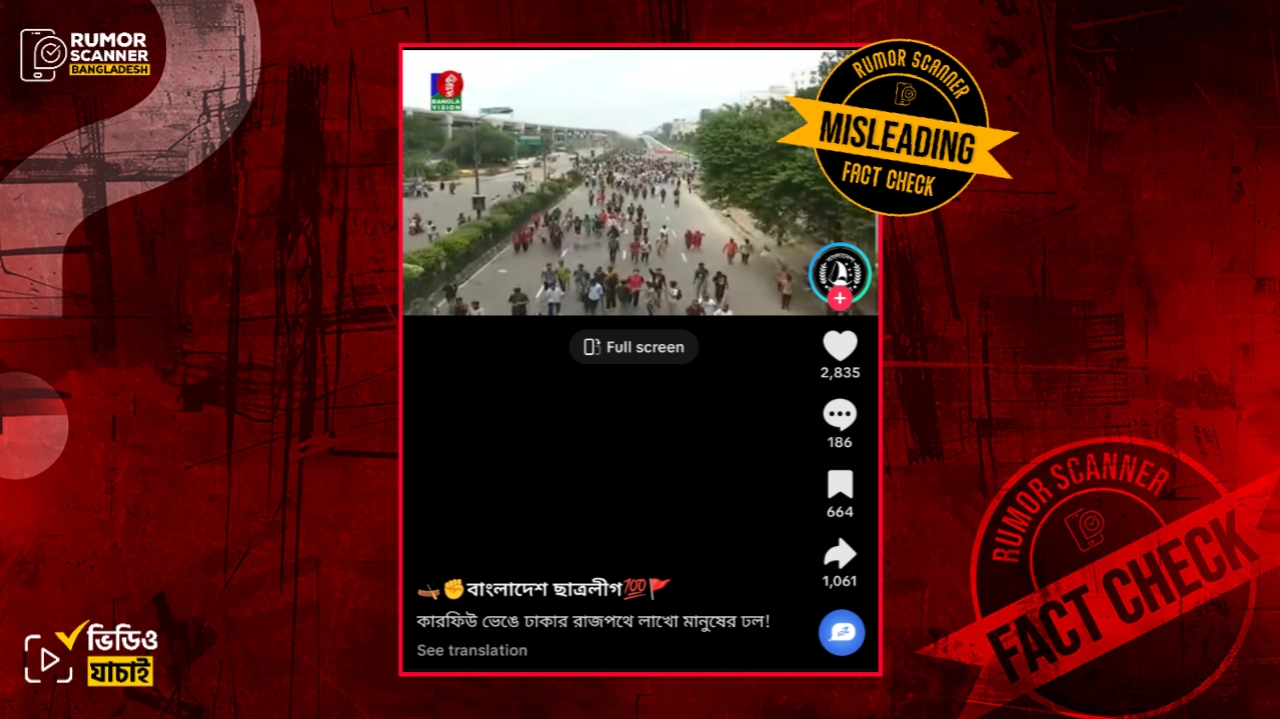 RUMOR
SCANNER
BANGLADESH
BANGLA
VISION
RUMOR SCANNER
MISLEADING
FACT CHECK
Full screen
2,835
186
664
1,061
বাংলাদেশ ছাত্রলীগ💯🚩
কারফিউ ভেঙে ঢাকার রাজপথে লাখো মানুষের ঢল!
See translation
ভিডিও
যাচাই
RUMOR SCANNER
FACT CHECK